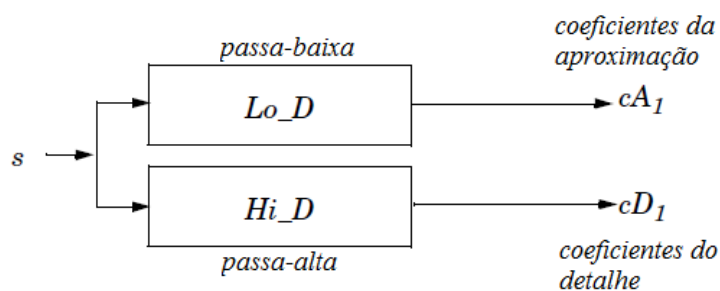 coeficientes da
aproximação
passa-baixa
Lo_D
cA1
s
Hi_D
cD1
passa-alta
coeficientes do
detalhe